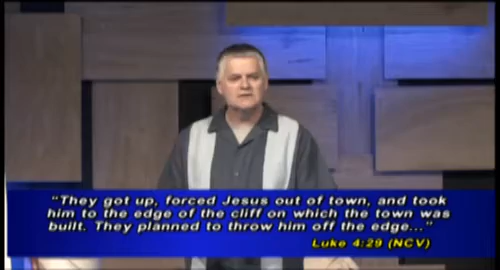 "They got up, forced Jesus out of town, and took
him to the edge of the cliff on which the town was
built. They planned to throw him off the edge..."
Luke 4:29 (NCV)